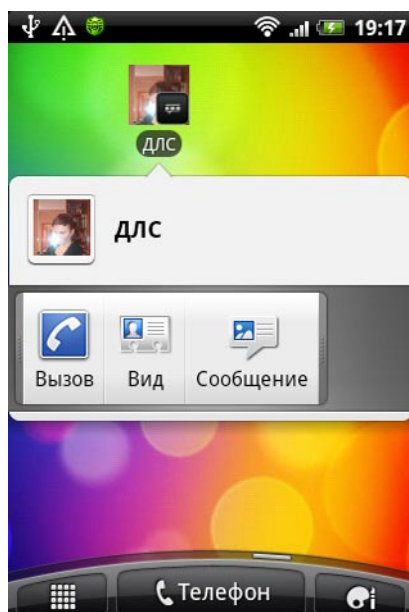 19:17
длс
длс
Вызов
Вид
Сообщение
Телефон